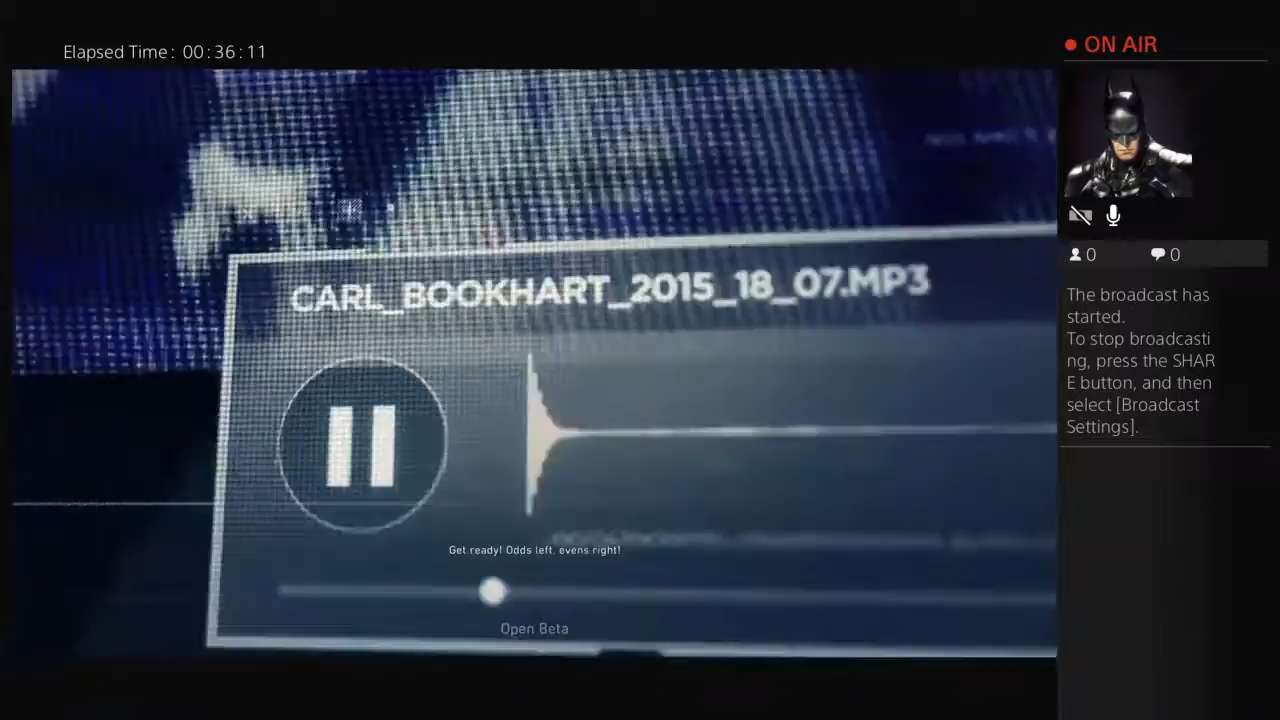 Elapsed Time: 00:36:11
ON AIR
CARL_BOOKHART_2015_18_07.MP3
0
0
The broadcast has
started.
To stop broadcasti
ng, press the SHAR
E button, and then
select [Broadcast
Settings].
Get ready! Odds left, evens right!
Open Beta